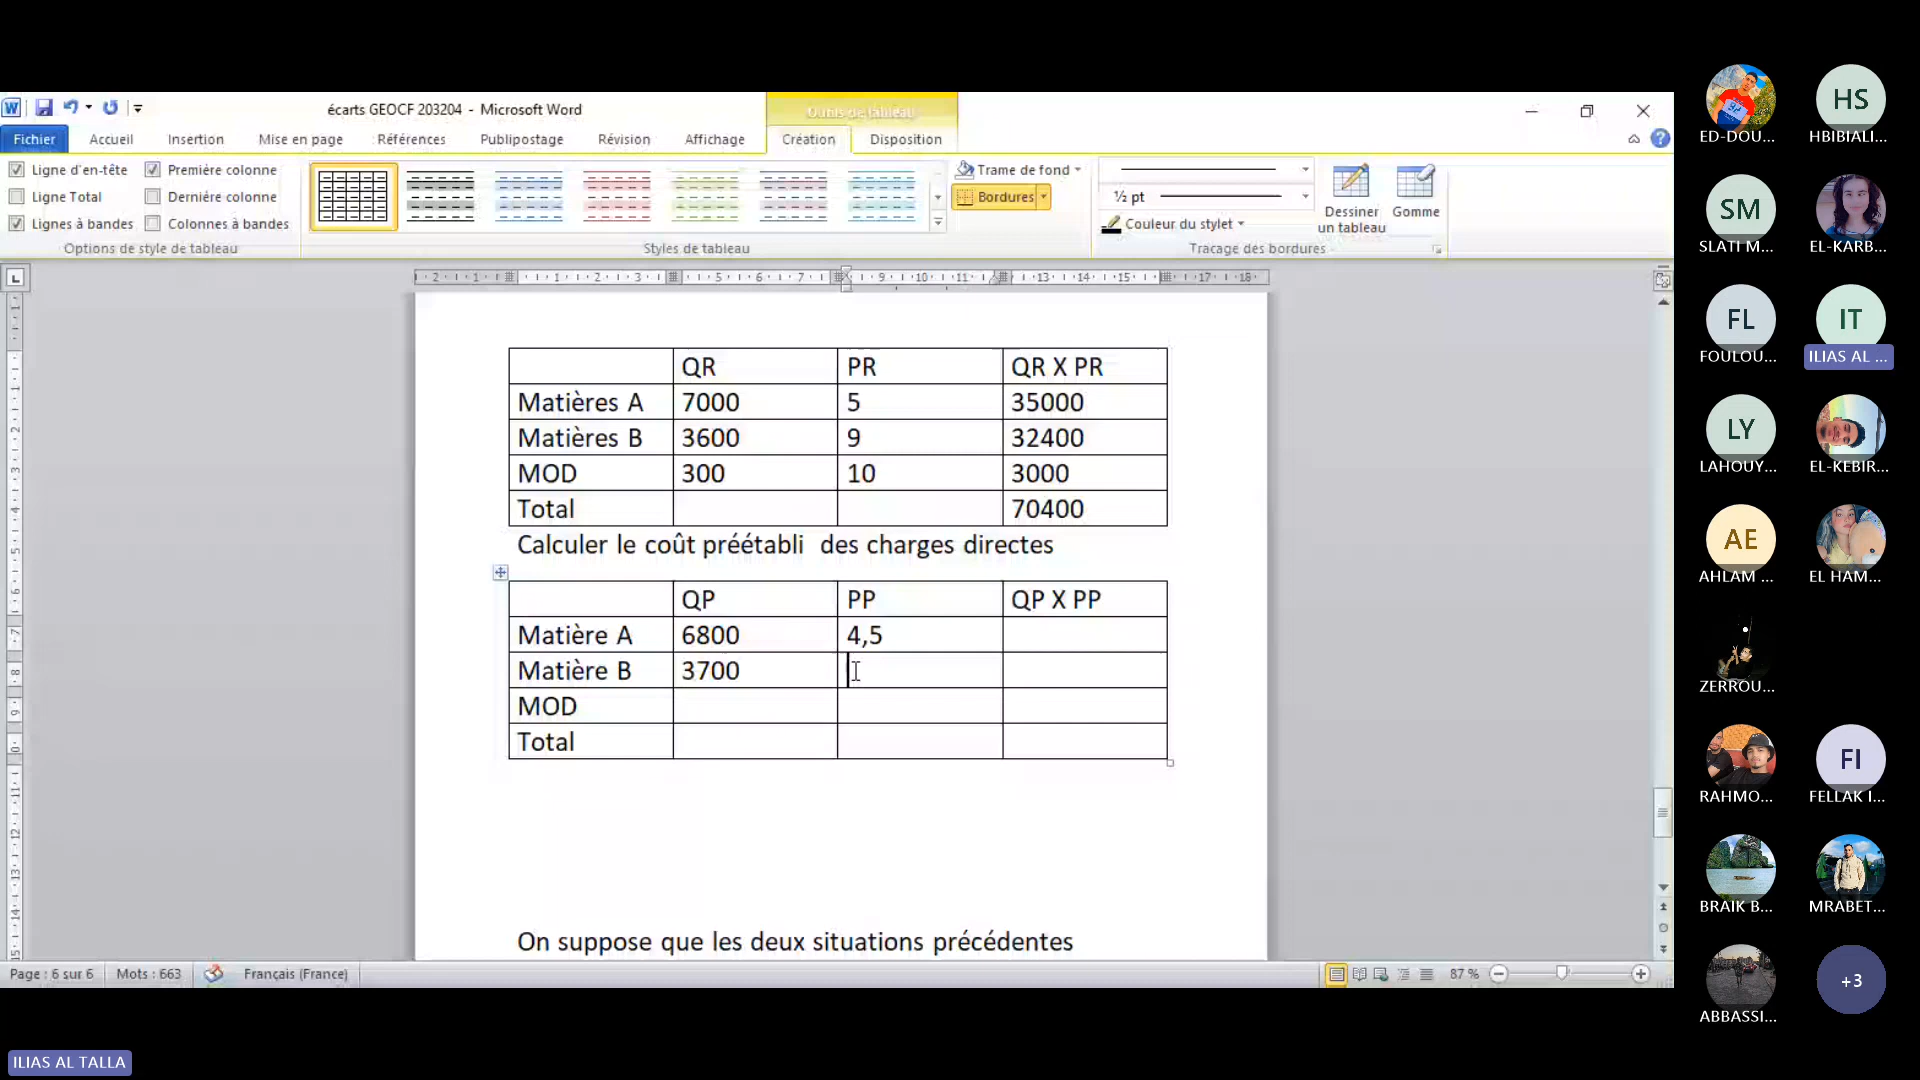 écarts GEOCF 203204 - Microsoft Word
Outils de tableau
Fichier Accueil Insertion Mise en page Références Publipostage Révision Affichage Création Disposition
Ligne d'en-tête Première colonne
Ligne Total Dernière colonne
Lignes à bandes Colonnes à bandes
Options de style de tableau
Styles de tableau
Trame de fond
Bordures
½ pt
Couleur du stylet
Dessiner un tableau
Gomme
Tracage des bordures
QR PR QR X PR
Matières A 7000 5 35000
Matières B 3600 9 32400
MOD 300 10 3000
Total 70400
Calculer le coût préétabli des charges directes
QP PP QP X PP
Matière A 6800 4,5
Matière B 3700
MOD
Total
On suppose que les deux situations précédentes
Page : 6 sur 6 Mots : 663 Français (France) 87 %
HS
ED-DOU... HBIBIALI...
SM
SLATI M... EL-KARB...
FL IT
FOULOU... ILIAS AL ...
LY
LAHOUY... EL-KEBIR...
AE
AHLAM ... EL HAM...
ZERROU...
FI
RAHMO... FELLAK I...
BRAIK B... MRABET...
+3
ABBASSI...
ILIAS AL TALLA